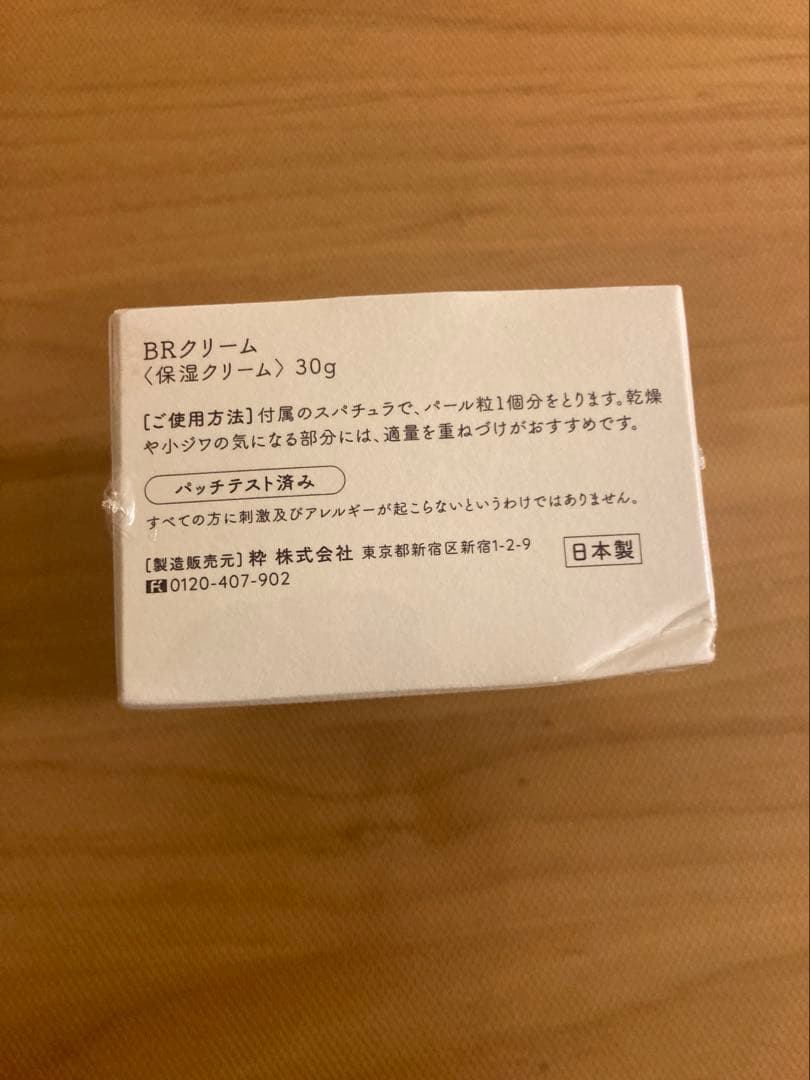 BRクリーム
〈保湿クリーム〉30g
[ご使用方法]付属のスパチュラで、パール粒1個分をとります。乾燥
や小ジワの気になる部分には、適量を重ねづけがおすすめです。
パッチテスト済み
すべての方に刺激及びアレルギーが起こらないというわけではありません。
[製造販売元]粋 株式会社 東京都新宿区新宿1-2-9
0120-407-902
日本製